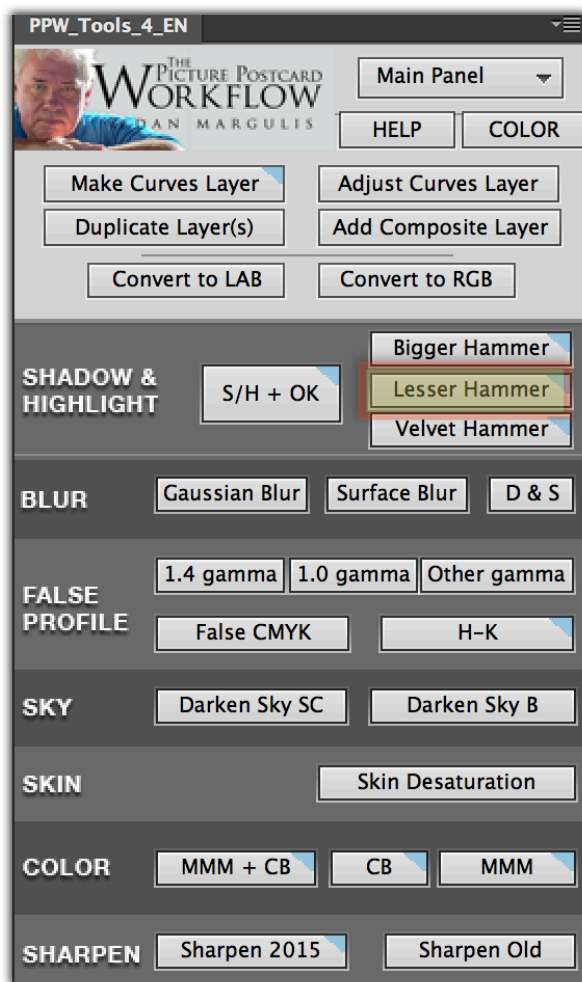 PPW_Tools_4_EN
THE
PICTURE POSTCARD
WORKFLOW
DAN MARGULIS
Main Panel
HELP
COLOR
Make Curves Layer
Adjust Curves Layer
Duplicate Layer(s)
Add Composite Layer
Convert to LAB
Convert to RGB
SHADOW &
HIGHLIGHT
S/H + OK
Bigger Hammer
Lesser Hammer
Velvet Hammer
BLUR
Gaussian Blur
Surface Blur
D & S
FALSE
PROFILE
1.4 gamma
1.0 gamma
Other gamma
False CMYK
H-K
SKY
Darken Sky SC
Darken Sky B
SKIN
Skin Desaturation
COLOR
MMM + CB
CB
MMM
SHARPEN
Sharpen 2015
Sharpen Old